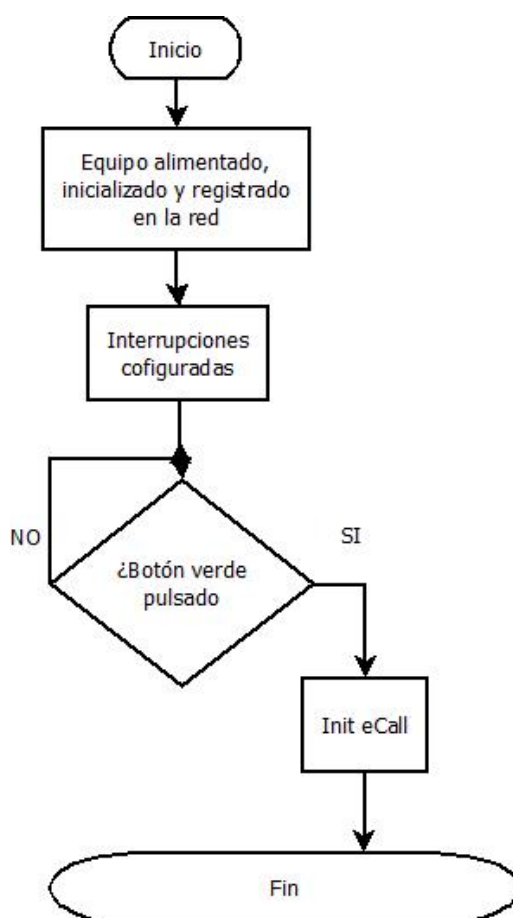 Inicio
Equipo alimentado,
inicializado y registrado
en la red
Interrupciones
cofiguradas
NO
SI
¿Botón verde
pulsado
Init eCall
Fin